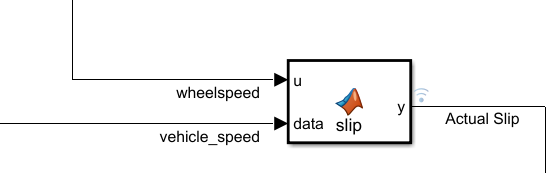 u
wheelspeed
y
data
slip
vehicle_speed
Actual Slip